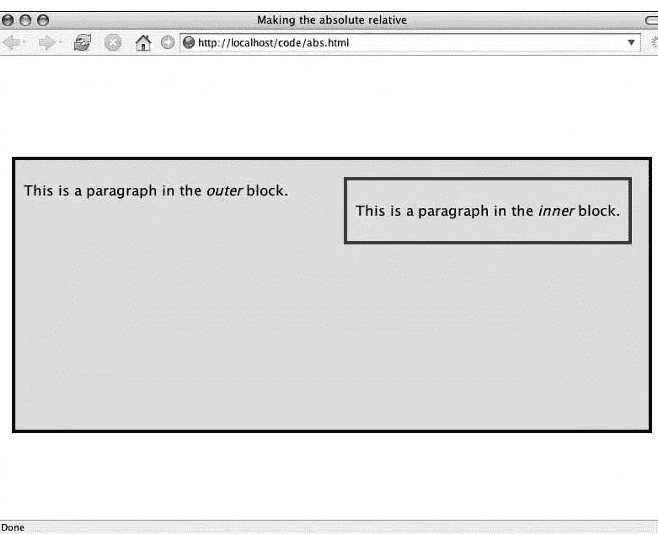 Making the absolute relative
http://localhost/code/abs.html
This is a paragraph in the outer block.
This is a paragraph in the inner block.
Done